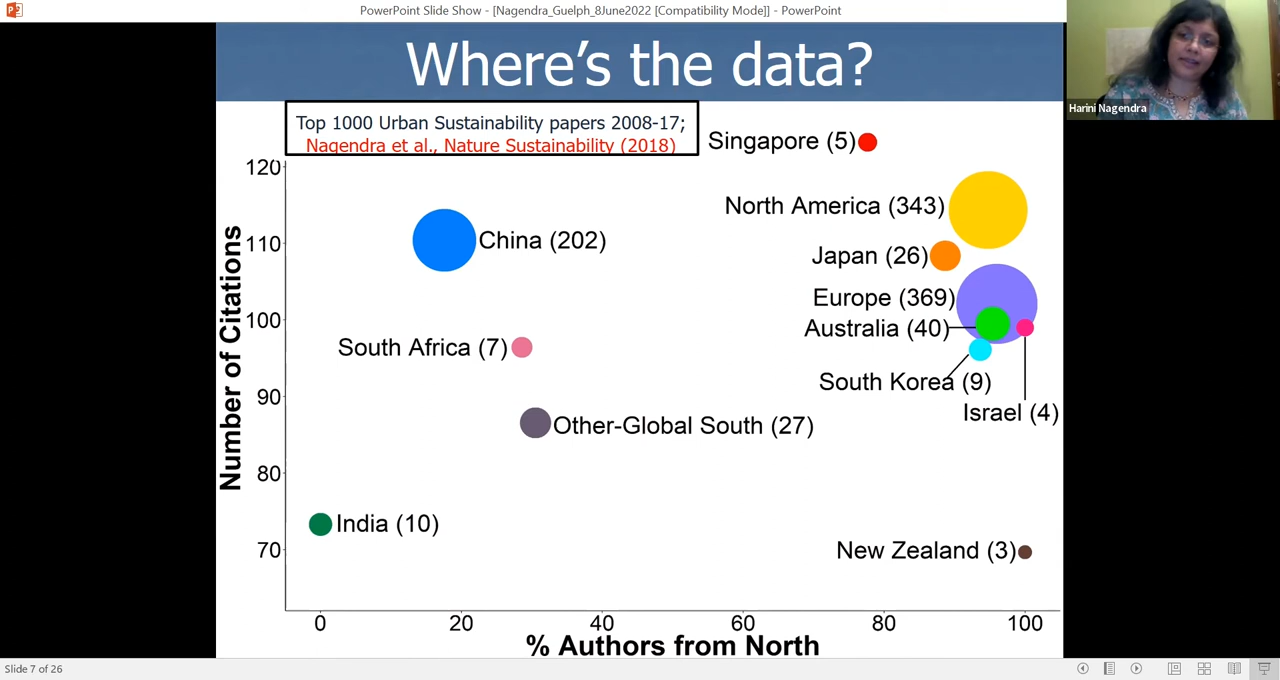 PowerPoint Slide Show - [Nagendra_Guelph_8June2022 [Compatibility Mode]] - PowerPoint
Where's the data?
Harini Nagendra
Top 1000 Urban Sustainability papers 2008-17;
Nagendra et al., Nature Sustainability (2018)
Singapore (5)
North America (343)
China (202)
Japan (26)
Europe (369)
Australia (40)
South Africa (7)
South Korea (9)
Israel (4)
Other-Global South (27)
India (10)
New Zealand (3)
Number of Citations
120
110
100
90
80
70
0 20 40 60 80 100
% Authors from North
Slide 7 of 26